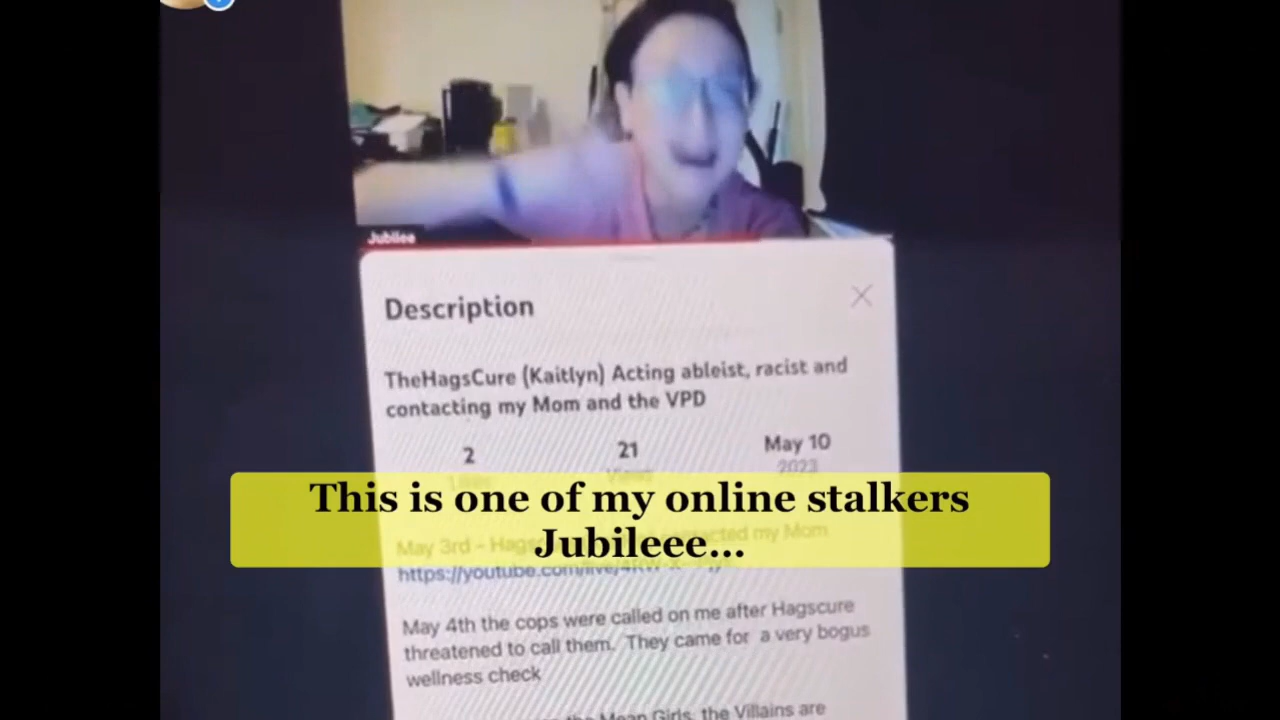 Jubilee
Description
TheHagsCure (Kaitlyn) Acting ableist, racist and
contacting my Mom and the VPD
2 21 May 10
Likes Views 2023
This is one of my online stalkers
Jubileee...
May 3rd - contacted my Mom
https://youtube.com/live/
May 4th the cops were called on me after Hagscure
threatened to call them. They came for a very bogus
wellness check
the Mean Girls, the Villains are